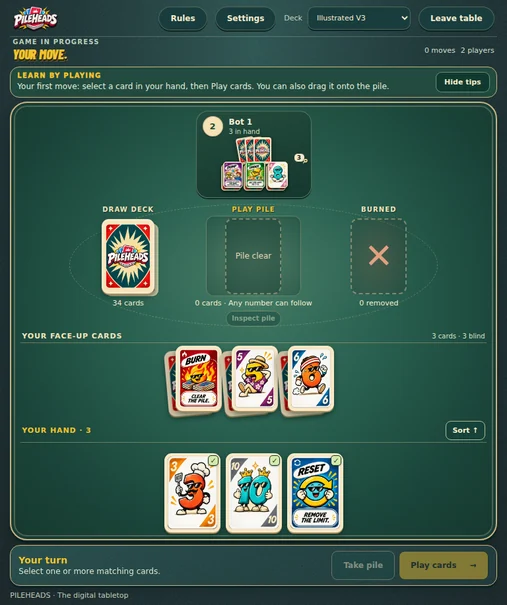 PILEHEADS
Rules
Settings
Deck
Illustrated V3
Leave table
GAME IN PROGRESS
YOUR MOVE.
0 moves 2 players
LEARN BY PLAYING
Your first move: select a card in your hand, then Play cards. You can also drag it onto the pile.
Hide tips
2
Bot 1
3 in hand
3
DRAW DECK
PLAY PILE
BURNED
PILEHEADS
Pile clear
34 cards
0 cards · Any number can follow
0 removed
Inspect pile
YOUR FACE-UP CARDS
3 cards · 3 blind
BURN
CLEAR THE PILE.
5
5
6
6
YOUR HAND · 3
Sort ↑
3
3
10
10
RESET
REMOVE THE LIMIT.
Your turn
Select one or more matching cards.
Take pile
Play cards →
PILEHEADS · The digital tabletop